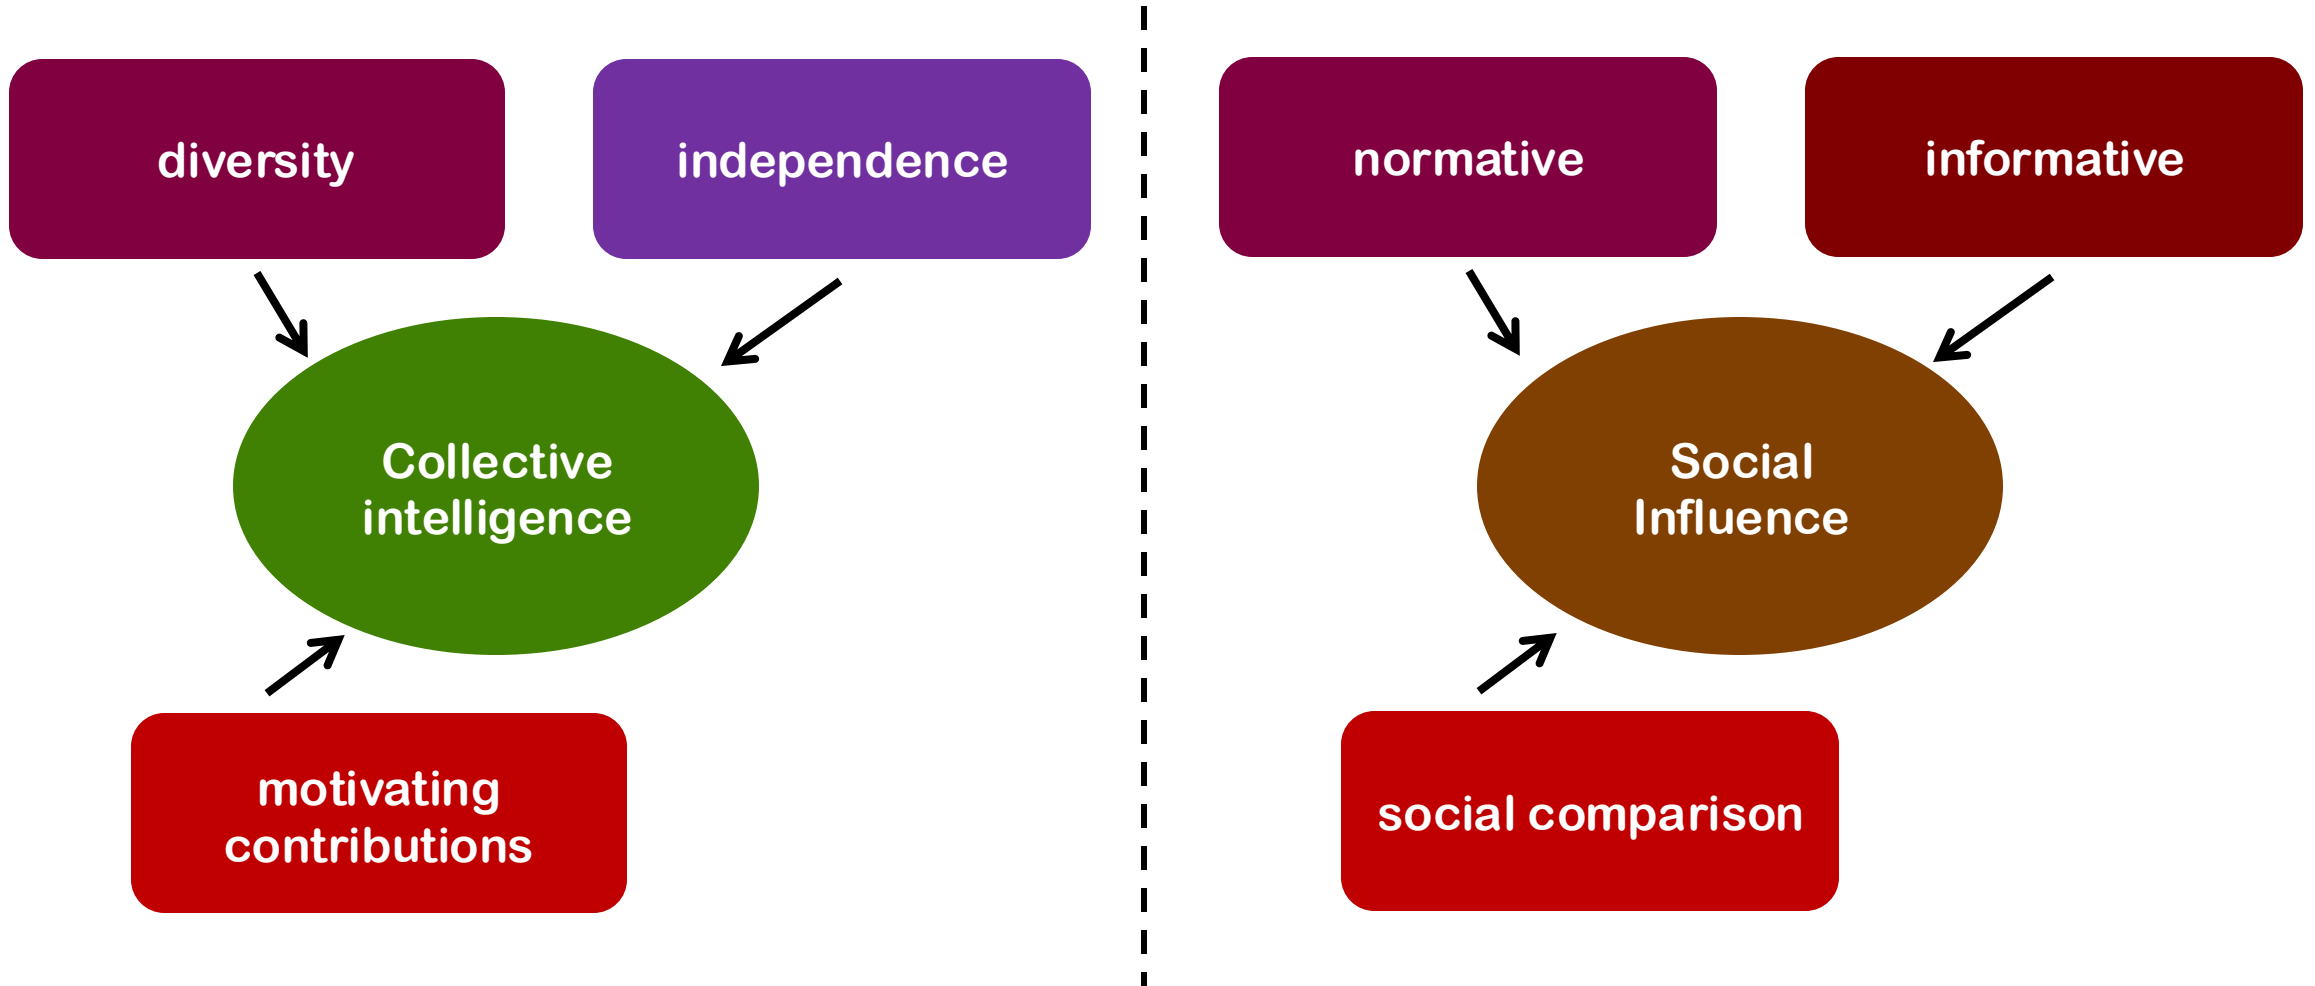 diversity
independence
Collective
intelligence
motivating
contributions
normative
informative
Social
Influence
social comparison